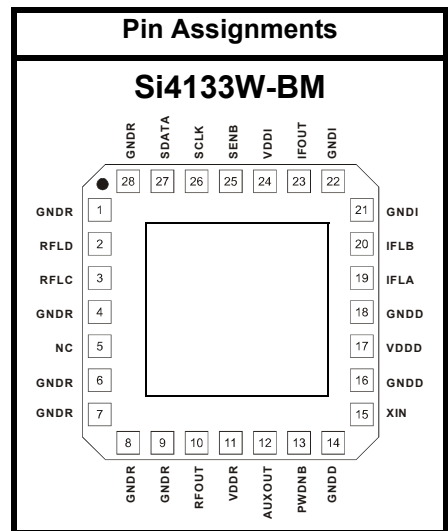 Pin Assignments
Si4133W-BM
GNDR
SDATA
SCLK
SENB
VDDI
IFOUT
GNDI
28
27
26
25
24
23
22
GNDR 1
21 GNDI
RFLD 2
20 IFLB
RFLC 3
19 IFLA
GNDR 4
18 GNDD
NC 5
17 VDDD
GNDR 6
16 GNDD
GNDR 7
15 XIN
8
9
10
11
12
13
14
GNDR
GNDR
RFOUT
VDDR
AUXOUT
PWDNB
GNDD